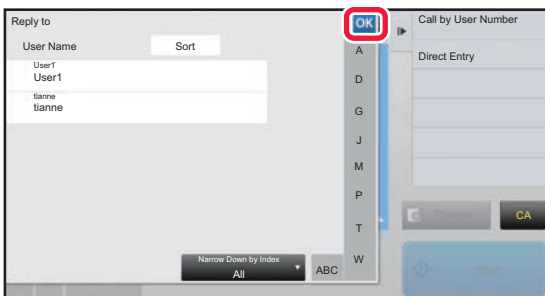 Reply to
OK
User Name
Sort
User1
User1
tianne
tianne
A
D
G
J
M
P
T
W
Narrow Down by Index
All
ABC
Call by User Number
Direct Entry
CA
Start